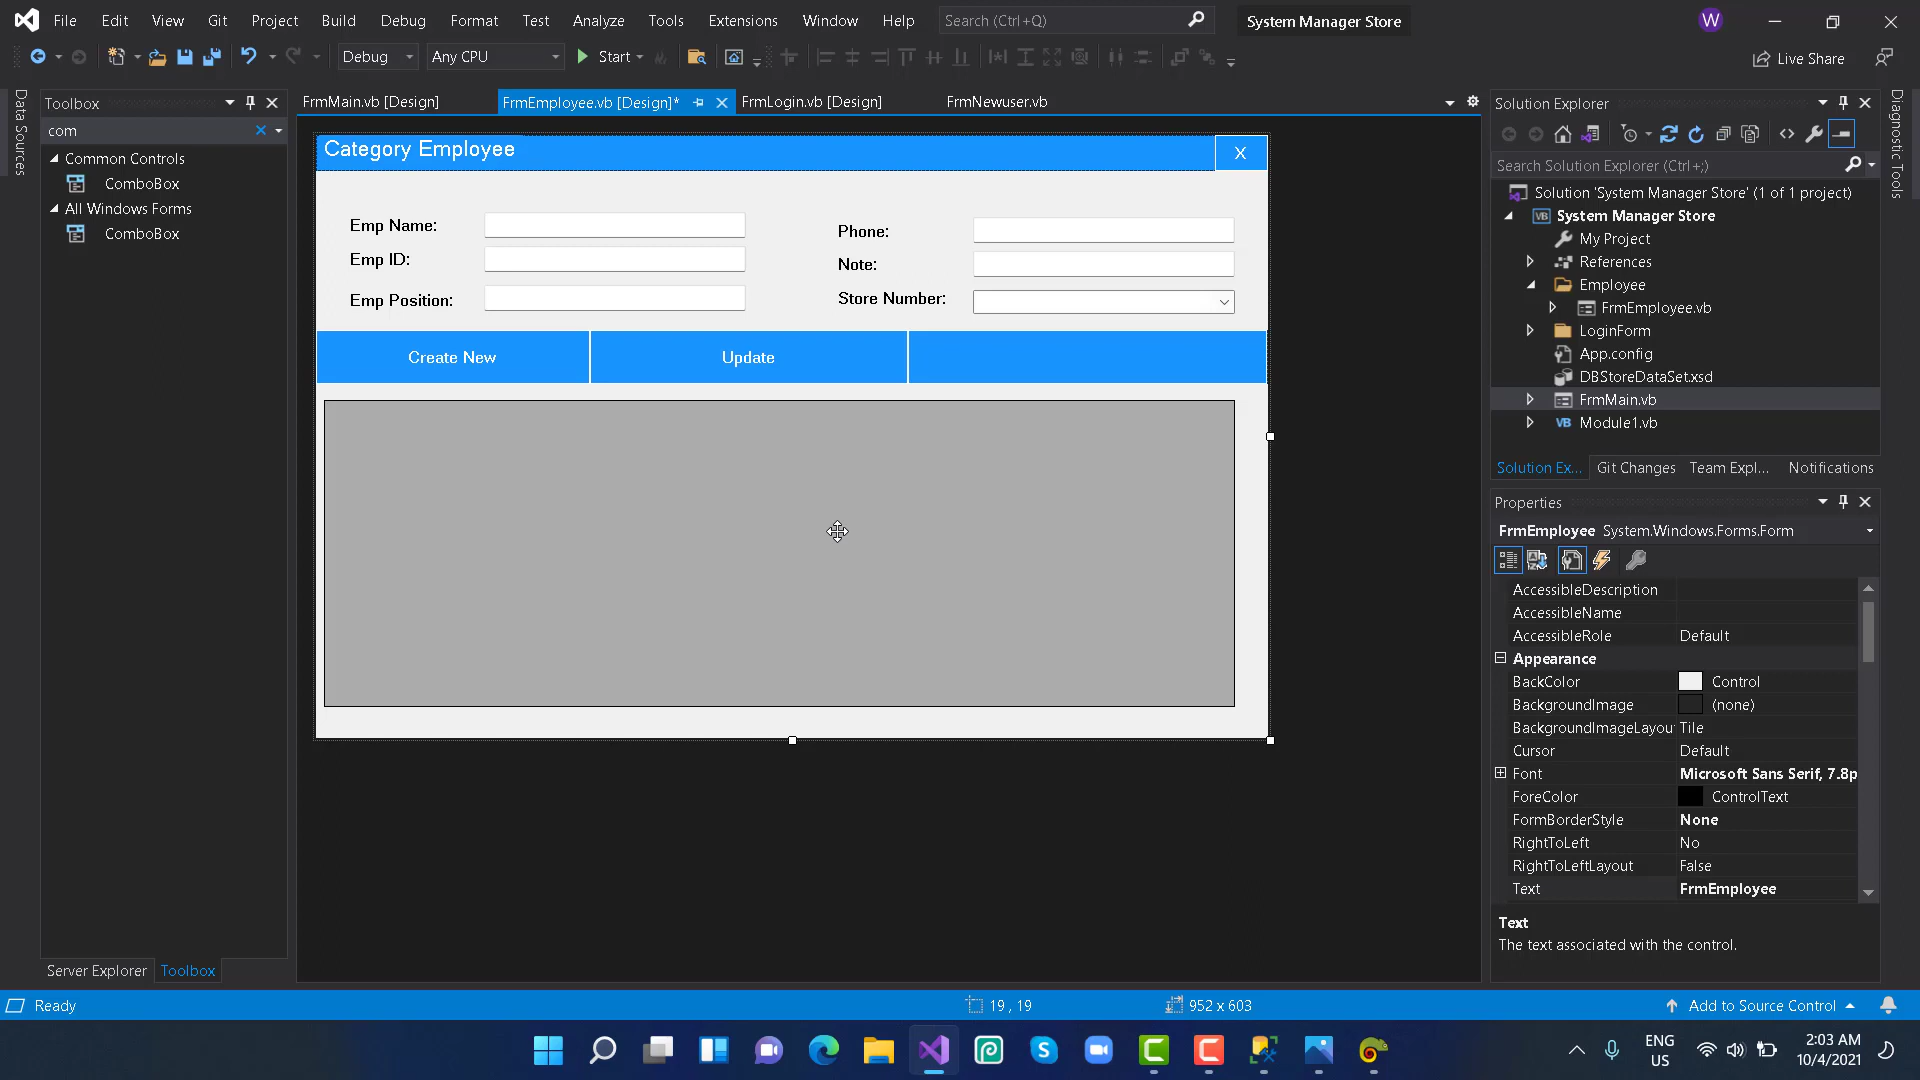 File Edit View Git Project Build Debug Format Test Analyze Tools Extensions Window Help Search (Ctrl+Q) System Manager Store W
Debug Any CPU Start Live Share
Data Sources
Toolbox
com
Common Controls
ComboBox
All Windows Forms
ComboBox
Server Explorer Toolbox
FrmMain.vb [Design] FrmEmployee.vb [Design]* FrmLogin.vb [Design] FrmNewuser.vb
Category Employee X
Emp Name:
Emp ID:
Emp Position:
Phone:
Note:
Store Number:
Create New Update
Solution Explorer
Search Solution Explorer (Ctrl+;)
Solution 'System Manager Store' (1 of 1 project)
VB System Manager Store
My Project
References
Employee
FrmEmployee.vb
LoginForm
App.config
DBStoreDataSet.xsd
FrmMain.vb
VB Module1.vb
Solution Ex... Git Changes Team Expl... Notifications
Diagnostic Tools
Properties
FrmEmployee System.Windows.Forms.Form
AccessibleDescription
AccessibleName
AccessibleRole Default
Appearance
BackColor Control
BackgroundImage (none)
BackgroundImageLayou Tile
Cursor Default
Font Microsoft Sans Serif, 7.8p
ForeColor ControlText
FormBorderStyle None
RightToLeft No
RightToLeftLayout False
Text FrmEmployee
Text
The text associated with the control.
Ready 19 , 19 952 x 603 Add to Source Control
ENG
US
2:03 AM
10/4/2021